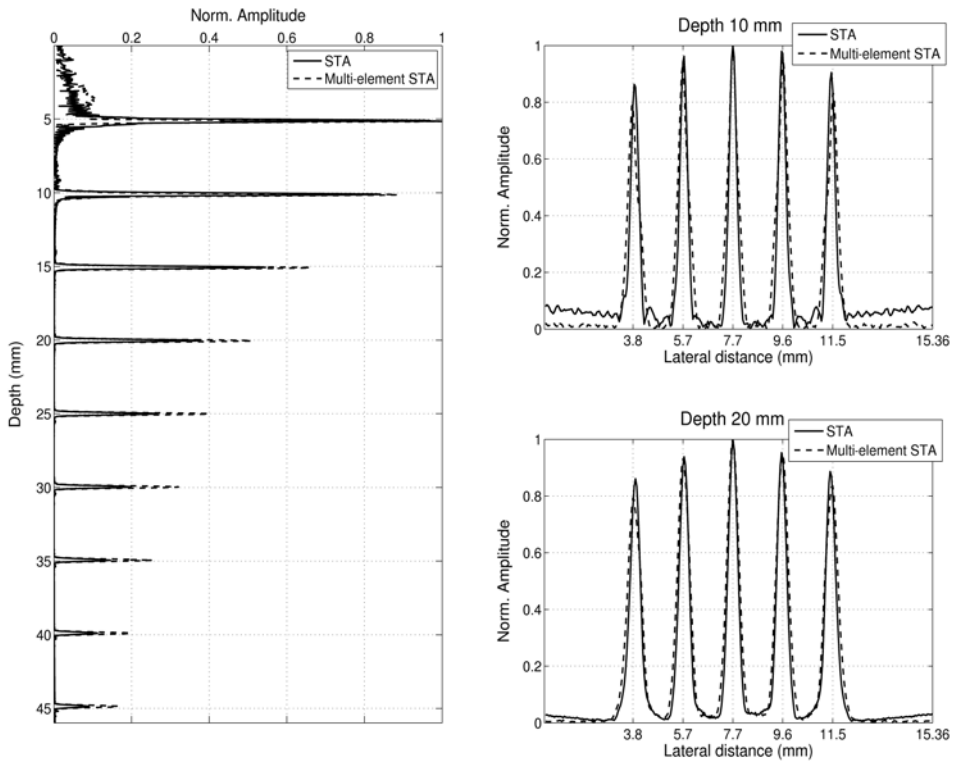 Norm. Amplitude
0 0.2 0.4 0.6 0.8 1
STA
Multi-element STA
Depth (mm)
5
10
15
20
25
30
35
40
45
Depth 10 mm
STA
Multi-element STA
Norm. Amplitude
1
0.8
0.6
0.4
0.2
0
3.8 5.7 7.7 9.6 11.5 15.36
Lateral distance (mm)
Depth 20 mm
STA
Multi-element STA
Norm. Amplitude
1
0.8
0.6
0.4
0.2
0
3.8 5.7 7.7 9.6 11.5 15.36
Lateral distance (mm)